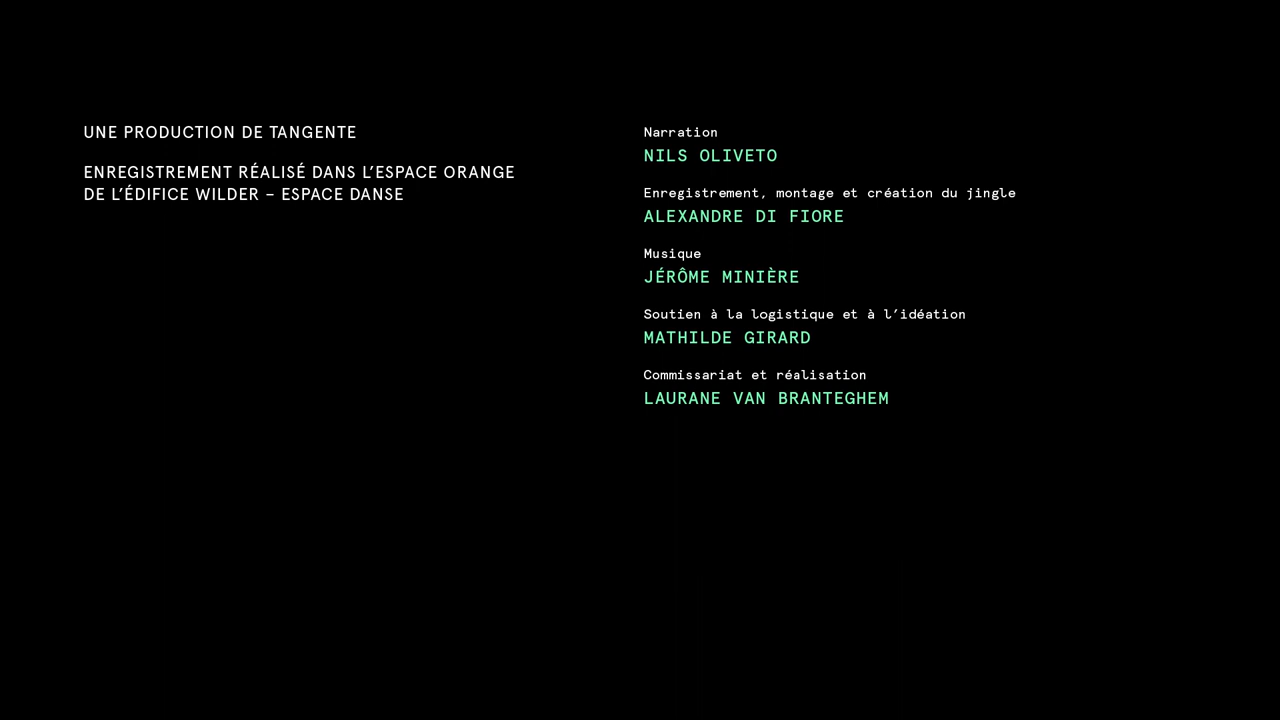 UNE PRODUCTION DE TANGENTE
ENREGISTREMENT RÉALISÉ DANS L’ESPACE ORANGE
DE L’ÉDIFICE WILDER – ESPACE DANSE
Narration
NILS OLIVETO
Enregistrement, montage et création du jingle
ALEXANDRE DI FIORE
Musique
JÉRÔME MINIÈRE
Soutien à la logistique et à l’idéation
MATHILDE GIRARD
Commissariat et réalisation
LAURANE VAN BRANTEGHEM